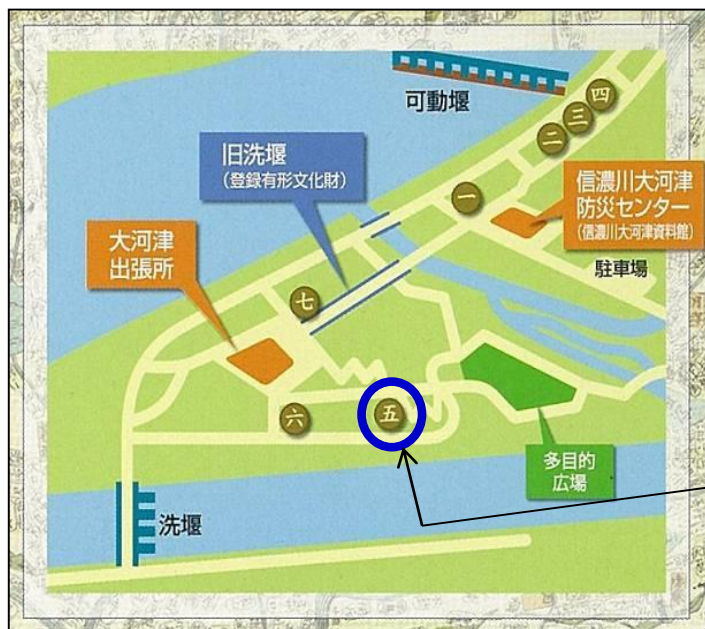 可動堰
四
三
二
旧洗堰
(登録有形文化財)
一
信濃川大河津
防災センター
(信濃川大河津資料館)
大河津
出張所
駐車場
七
六
五
多目的
広場
洗堰